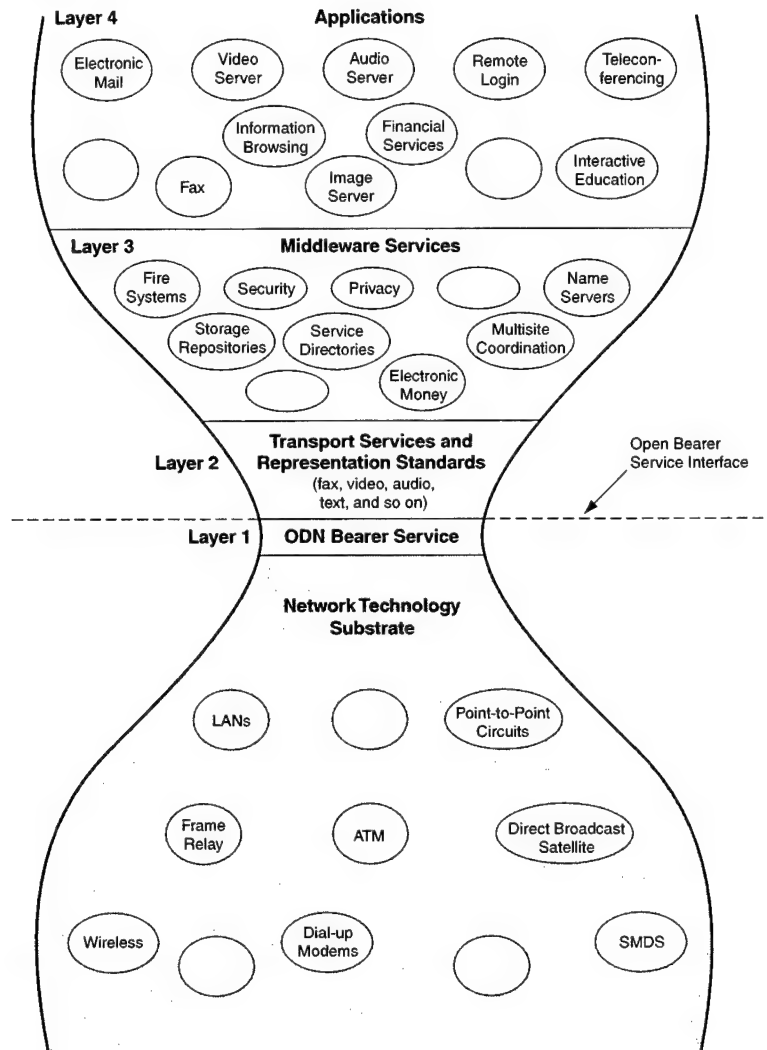 Layer 4
Applications
Electronic
Mail
Video
Server
Audio
Server
Remote
Login
Telecon-
ferencing
Information
Browsing
Financial
Services
Fax
Image
Server
Interactive
Education
Layer 3
Middleware Services
Fire
Systems
Security
Privacy
Name
Servers
Storage
Repositories
Service
Directories
Multisite
Coordination
Electronic
Money
Layer 2
Transport Services and
Representation Standards
(fax, video, audio,
text, and so on)
Open Bearer
Service Interface
Layer 1
ODN Bearer Service
Network Technology
Substrate
LANs
Point-to-Point
Circuits
Frame
Relay
ATM
Direct Broadcast
Satellite
Wireless
Dial-up
Modems
SMDS